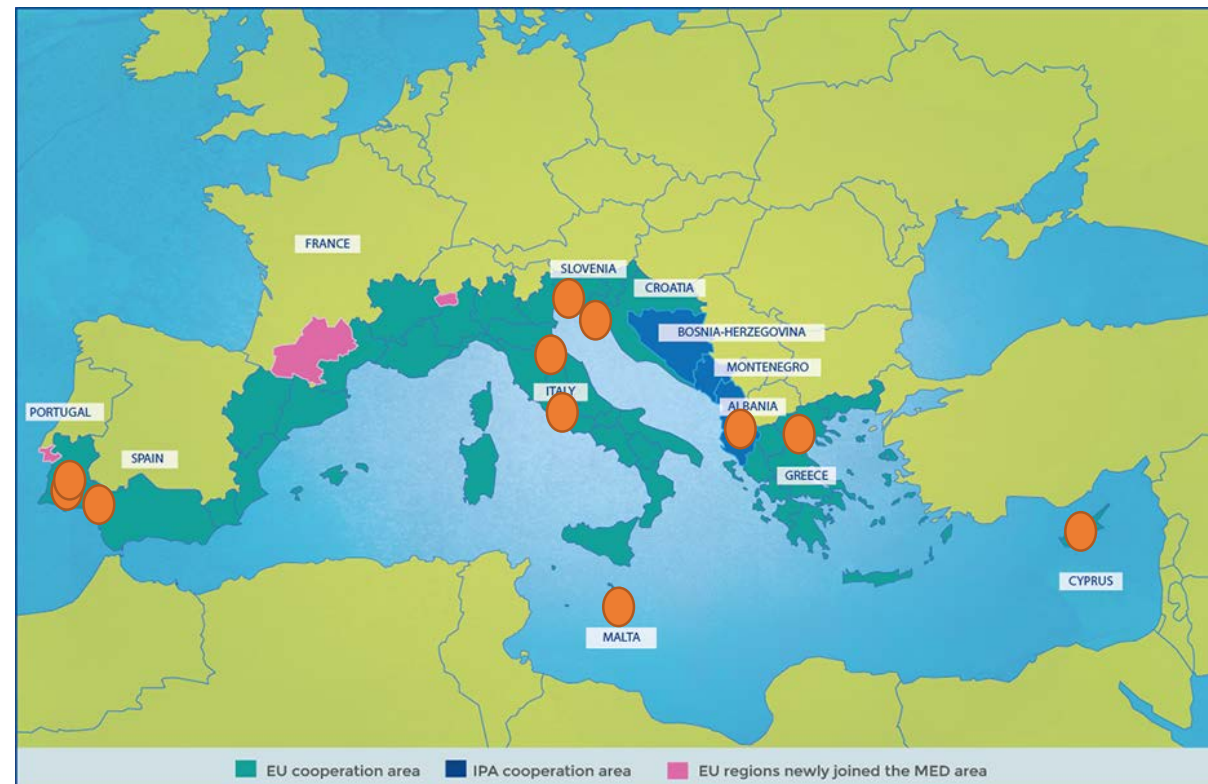 FRANCE
SLOVENIA
CROATIA
BOSNIA-HERZEGOVINA
MONTENEGRO
ITALY
ALBANIA
PORTUGAL
SPAIN
GREECE
CYPRUS
MALTA
EU cooperation area IPA cooperation area EU regions newly joined the MED area